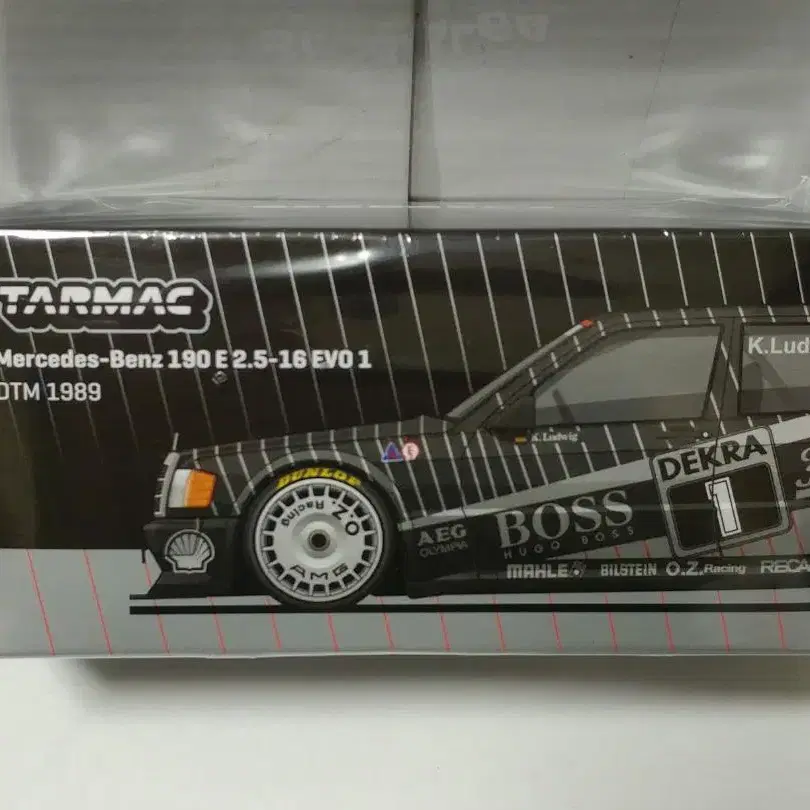 TARMAC
Mercedes-Benz 190 E 2.5-16 EVO 1
DTM 1989
K.Lud
K. Ludwig
DUNLOP
O.Z. Racing
AMG
DEKRA
1
AEG
OLYMPIA
BOSS
HUGO BOSS
MAHLE
BILSTEIN
O.Z. Racing
RECA